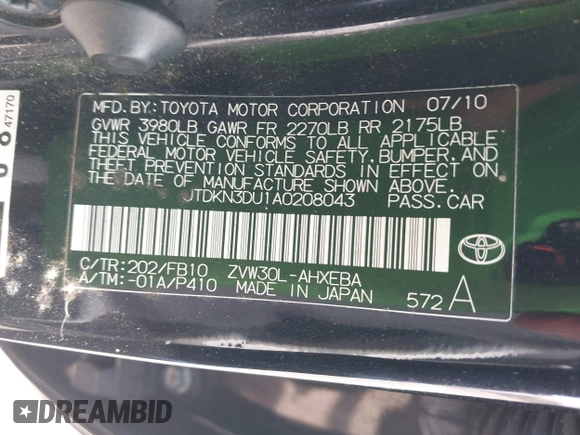 MFD. BY: TOYOTA MOTOR CORPORATION 07/10
GVWR 3980LB GAWR FR 2270LB RR 2175LB
THIS VEHICLE CONFORMS TO ALL APPLICABLE
FEDERAL MOTOR VEHICLE SAFETY, BUMPER, AND
THEFT PREVENTION STANDARDS IN EFFECT ON
THE DATE OF MANUFACTURE SHOWN ABOVE.
JTDKN3DU1A0208043 PASS. CAR
C/TR: 202/FB10 ZVW30L-AHXEBA
A/TM: -01A/P410 MADE IN JAPAN
572 A
TOYOTA
47170
DREAMBID